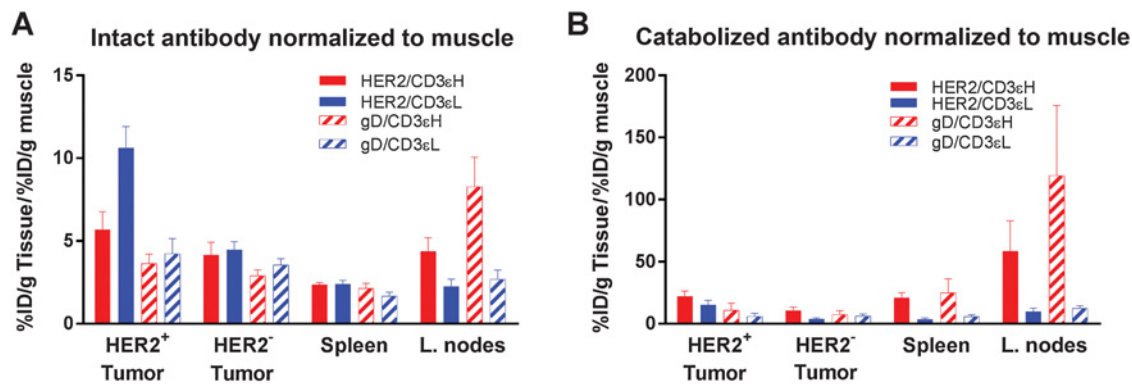 A
Intact antibody normalized to muscle
%ID/g Tissue/%ID/g muscle
15
10
5
0
HER2/CD3εH
HER2/CD3εL
gD/CD3εH
gD/CD3εL
HER2⁺ Tumor
HER2⁻ Tumor
Spleen
L. nodes
B
Catabolized antibody normalized to muscle
%ID/g Tissue/%ID/g muscle
200
150
100
50
0
HER2/CD3εH
HER2/CD3εL
gD/CD3εH
gD/CD3εL
HER2⁺ Tumor
HER2⁻ Tumor
Spleen
L. nodes